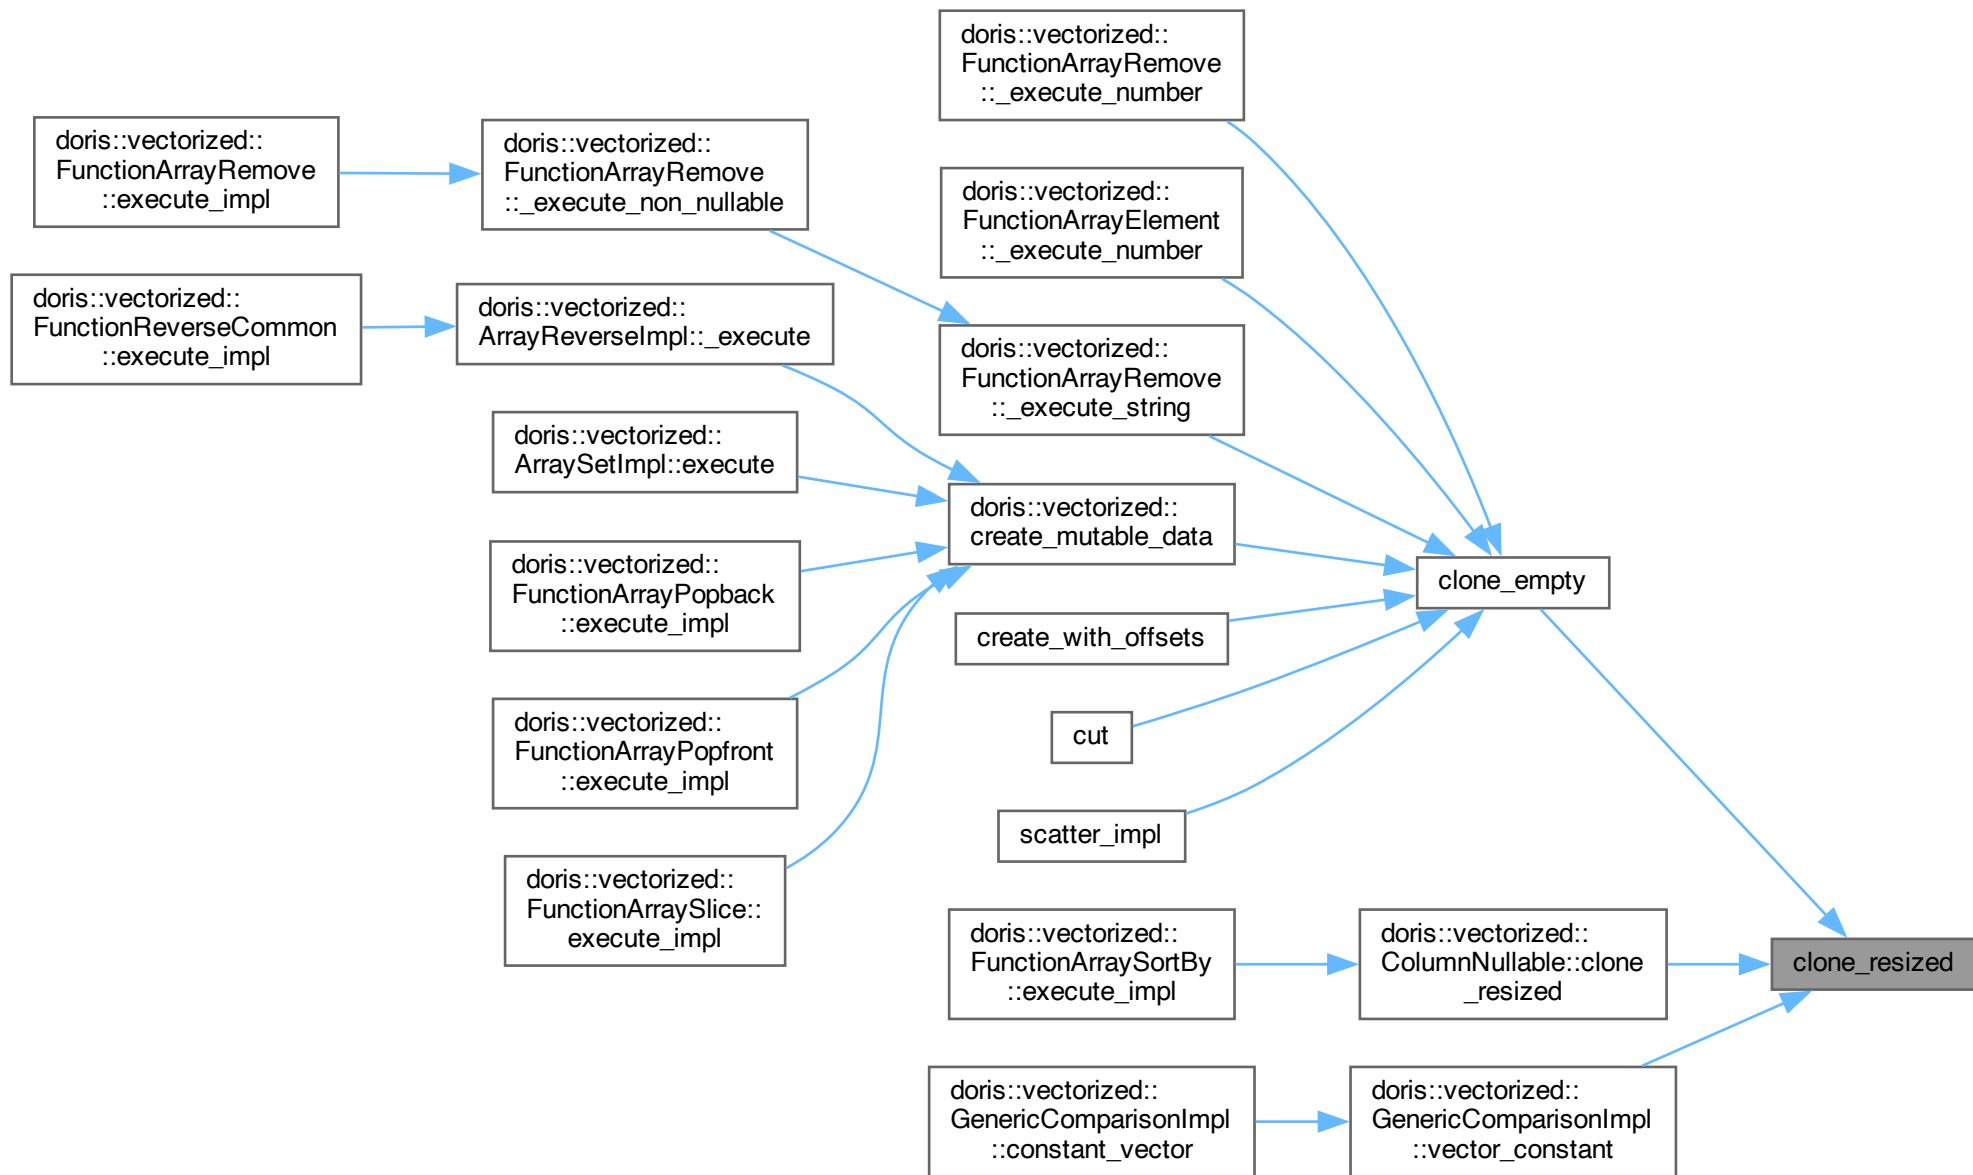 doris::vectorized::
FunctionArrayRemove
::_execute_number
doris::vectorized::
FunctionArrayRemove
::execute_impl
doris::vectorized::
FunctionArrayRemove
::_execute_non_nullable
doris::vectorized::
FunctionArrayElement
::_execute_number
doris::vectorized::
FunctionReverseCommon
::execute_impl
doris::vectorized::
ArrayReverseImpl::_execute
doris::vectorized::
FunctionArrayRemove
::_execute_string
doris::vectorized::
ArraySetImpl::execute
doris::vectorized::
create_mutable_data
doris::vectorized::
FunctionArrayPopback
::execute_impl
clone_empty
create_with_offsets
doris::vectorized::
FunctionArrayPopfront
::execute_impl
cut
scatter_impl
doris::vectorized::
FunctionArraySlice::
execute_impl
doris::vectorized::
FunctionArraySortBy
::execute_impl
doris::vectorized::
ColumnNullable::clone
_resized
clone_resized
doris::vectorized::
GenericComparisonImpl
::constant_vector
doris::vectorized::
GenericComparisonImpl
::vector_constant